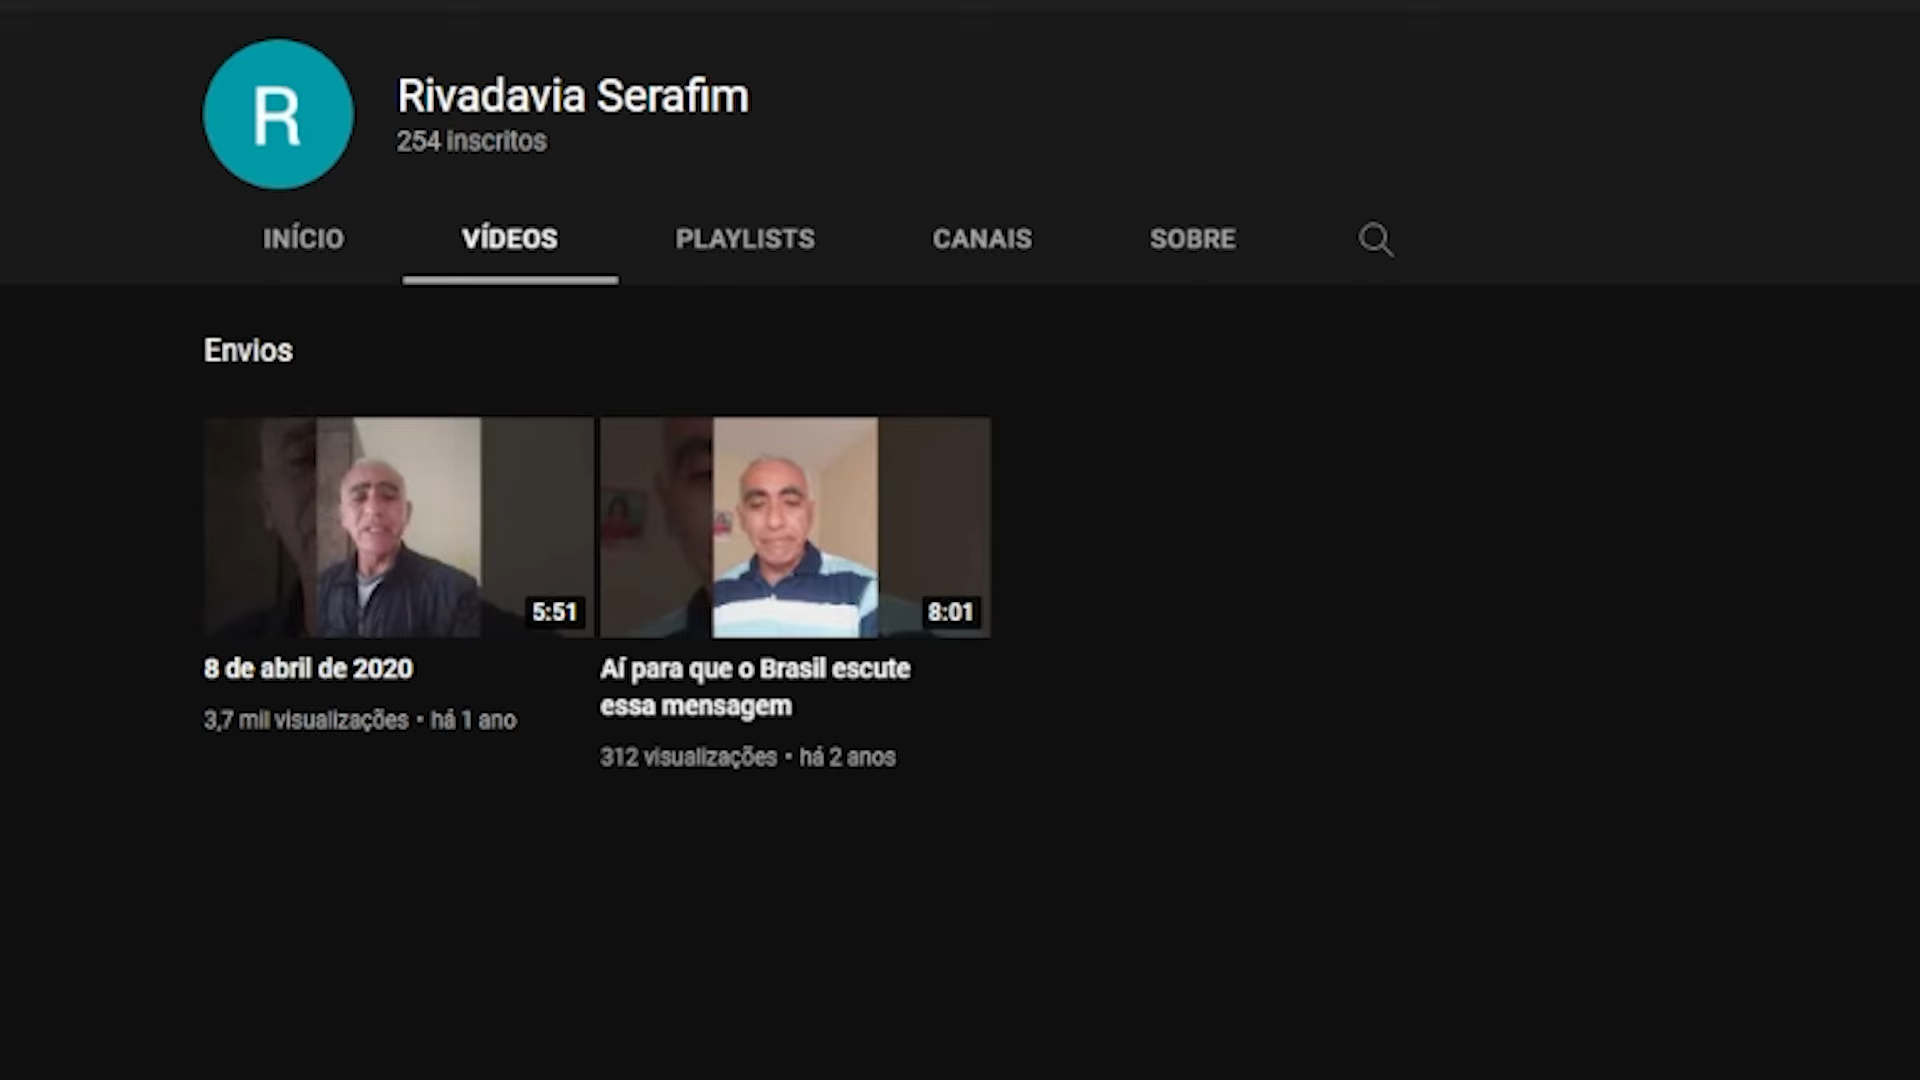 R
Rivadavia Serafim
254 inscritos
INÍCIO VÍDEOS PLAYLISTS CANAIS SOBRE
Envios
5:51
8:01
8 de abril de 2020
3,7 mil visualizações • há 1 ano
Aí para que o Brasil escute
essa mensagem
312 visualizações • há 2 anos